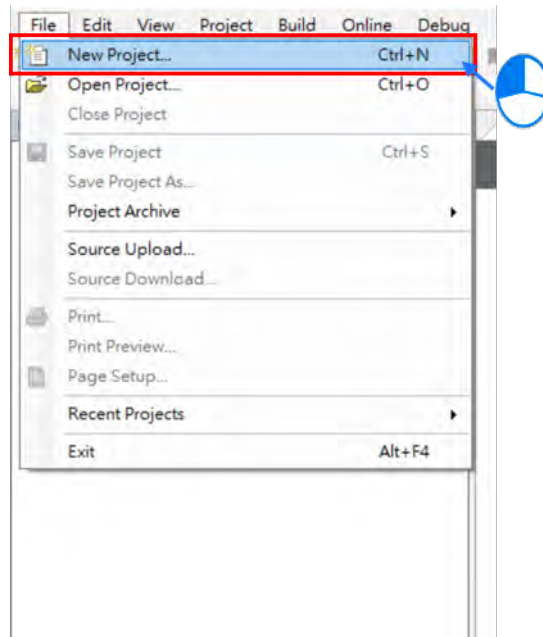 File Edit View Project Build Online Debug
New Project... Ctrl+N
Open Project... Ctrl+O
Close Project
Save Project Ctrl+S
Save Project As...
Project Archive
Source Upload...
Source Download...
Print...
Print Preview...
Page Setup...
Recent Projects
Exit Alt+F4